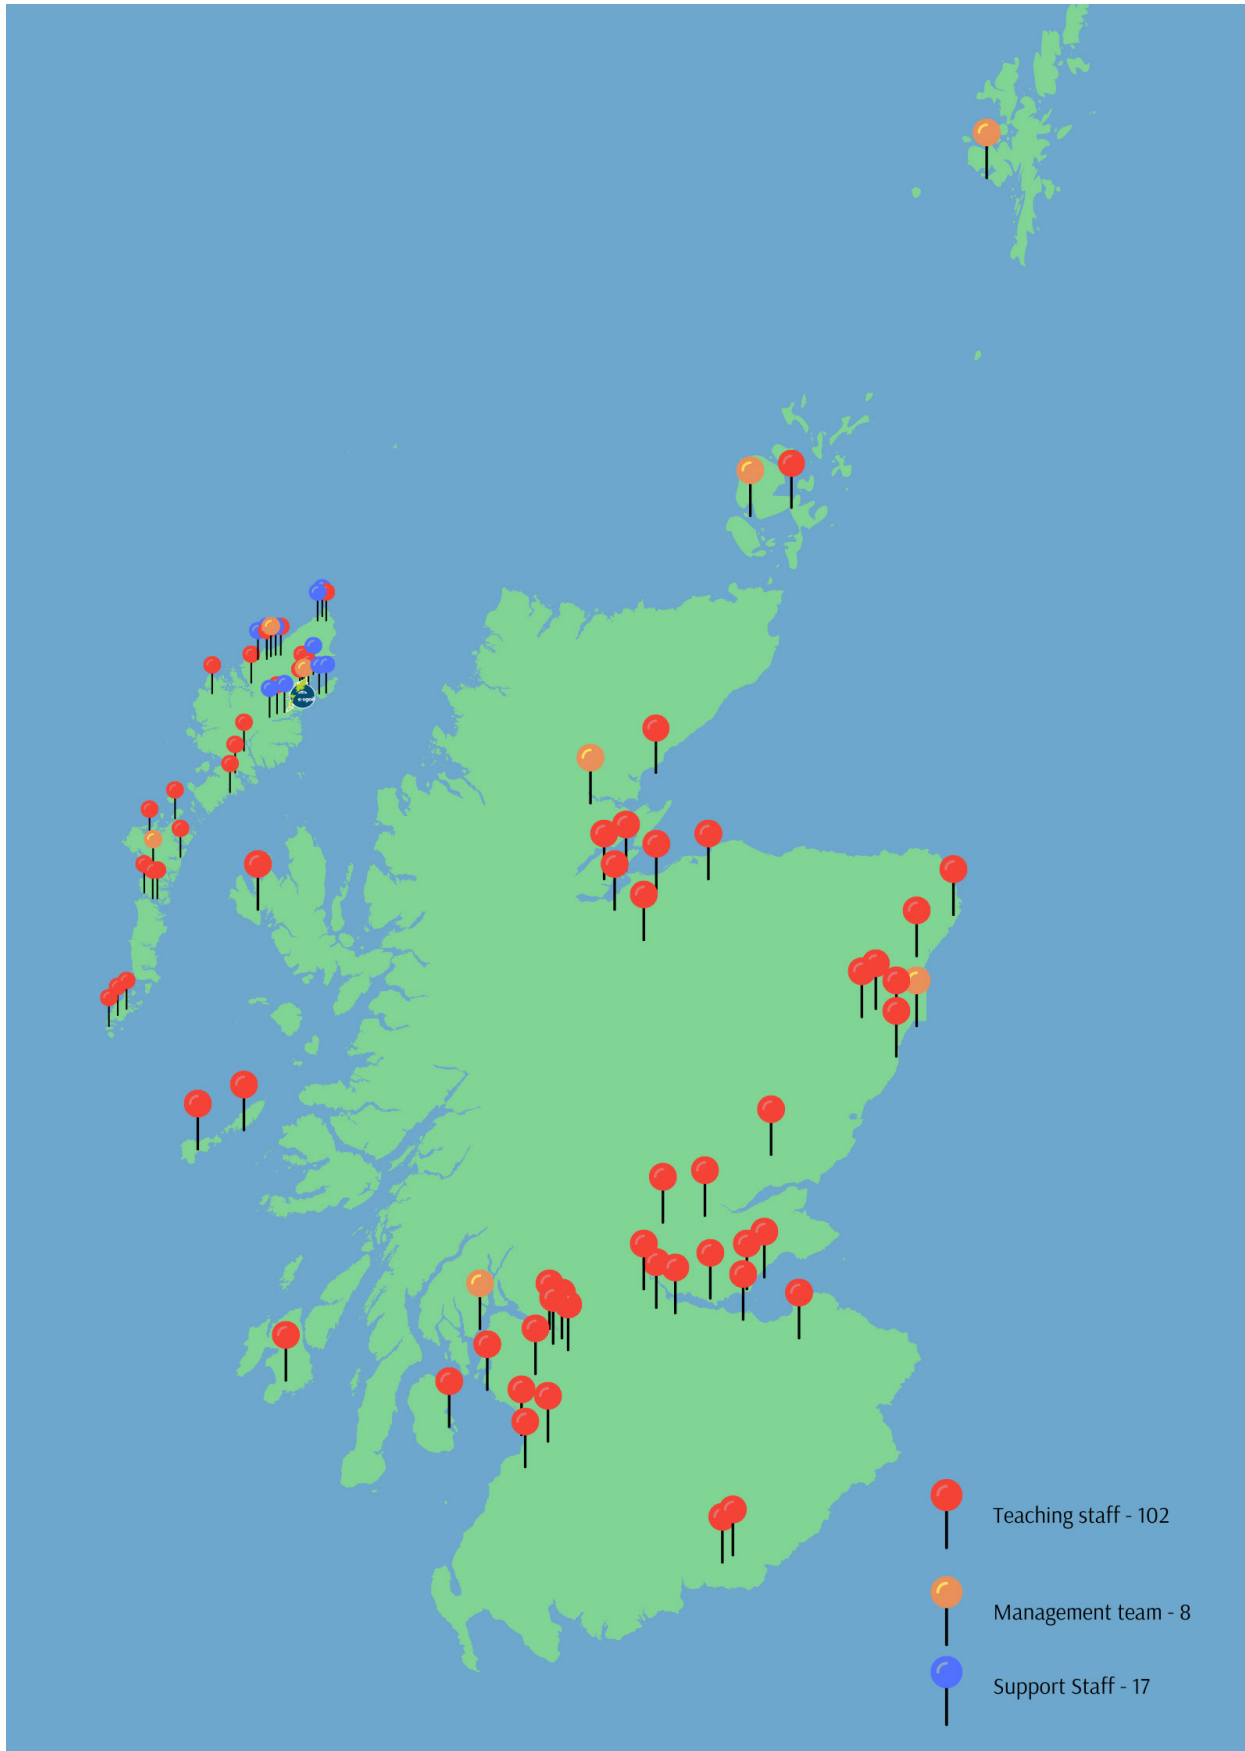 Teaching staff - 102
Management team - 8
Support Staff - 17